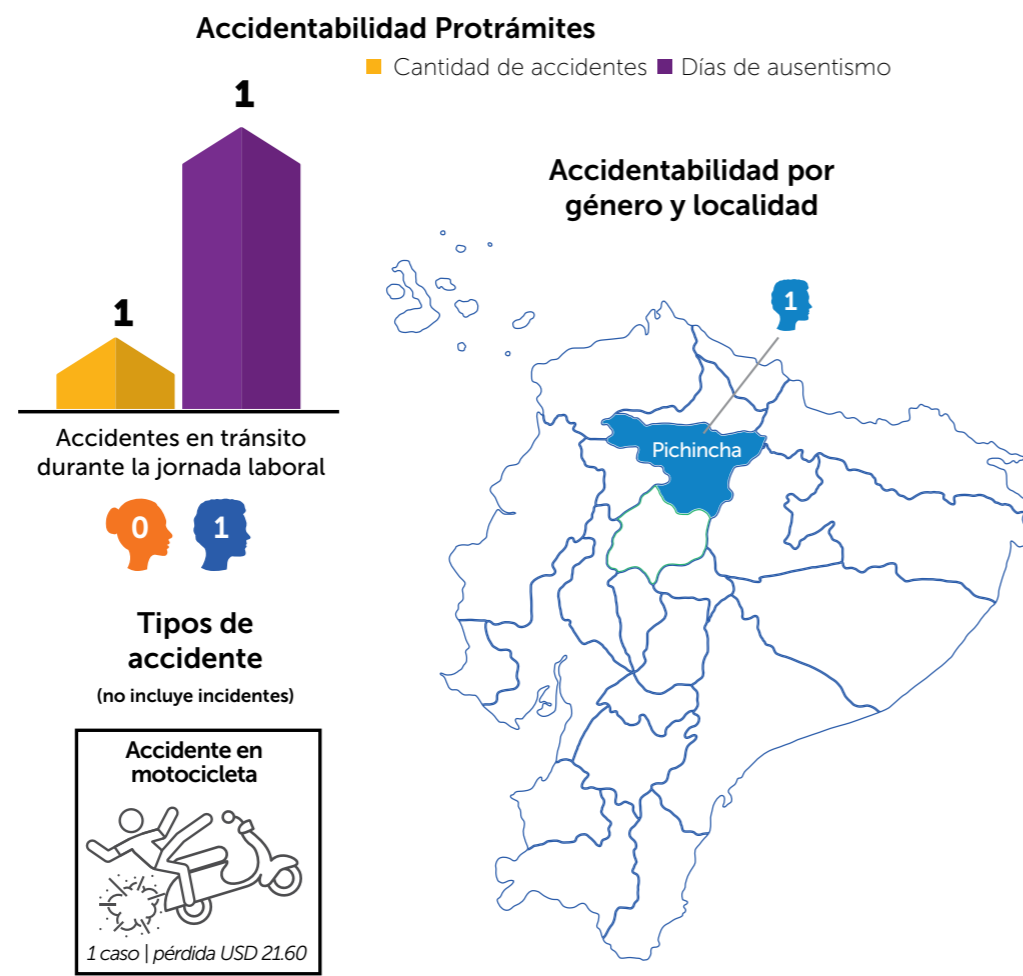 Accidentabilidad Protrámites
Cantidad de accidentes
Días de ausentismo
1
1
Accidentes en tránsito
durante la jornada laboral
0
1
Tipos de
accidente
(no incluye incidentes)
Accidente en
motocicleta
1 caso | pérdida USD 21.60
Accidentabilidad por
género y localidad
1
Pichincha